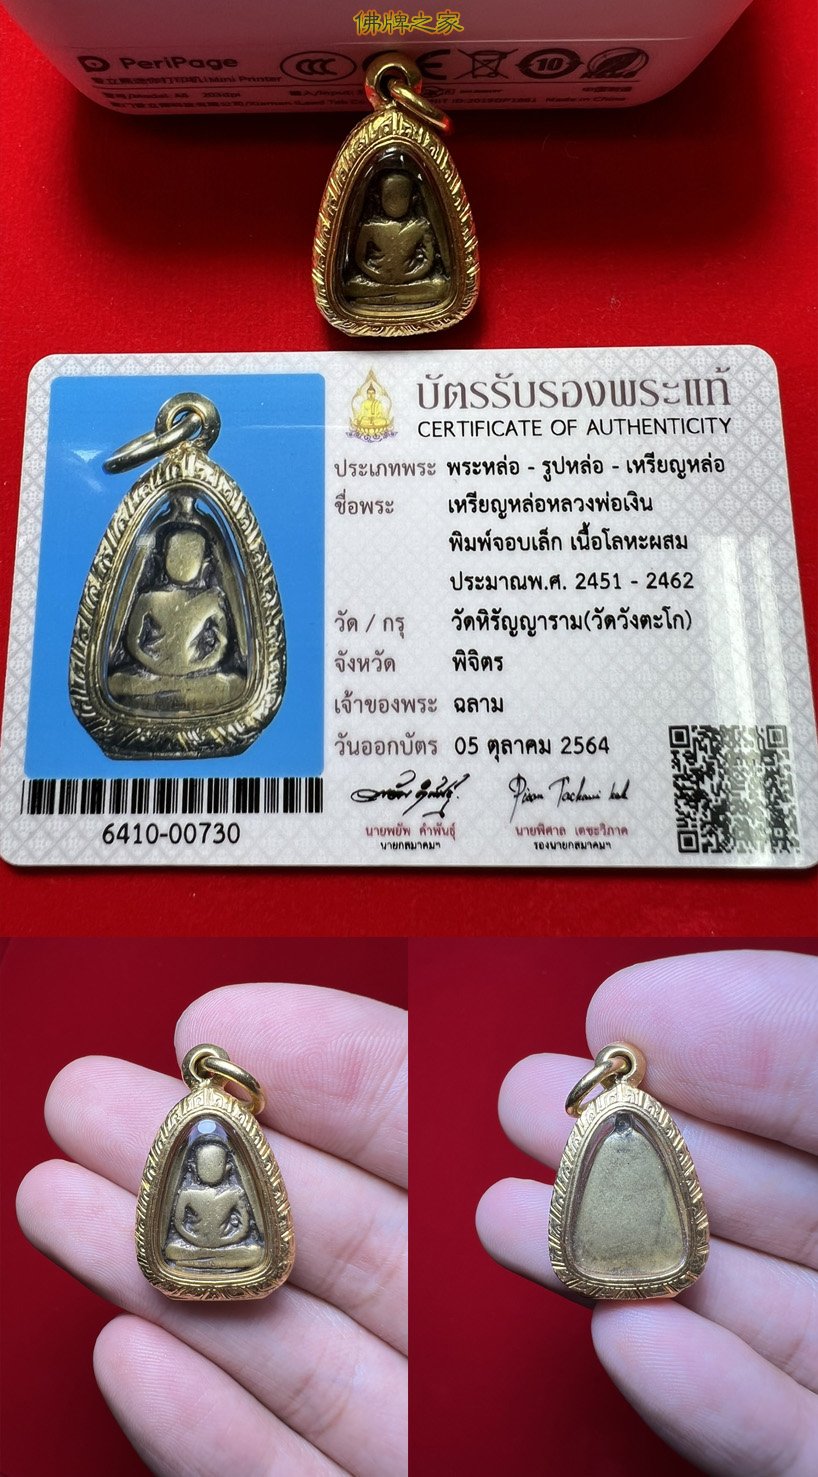 佛牌之家
PeriPage
Mini Printer
10
Made in China
บัตรรับรองพระแท้
CERTIFICATE OF AUTHENTICITY
ประเภทพระ พระหล่อ - รูปหล่อ - เหรียญหล่อ
ชื่อพระ เหรียญหล่อหลวงพ่อเงิน
พิมพ์จอบเล็ก เนื้อโลหะผสม
ประมาณพ.ศ. 2451 - 2462
วัด / กรุ วัดหิรัญญาราม(วัดวังตะโก)
จังหวัด พิจิตร
เจ้าของพระ ฉลาม
วันออกบัตร 05 ตุลาคม 2564
6410-00730
นายพยัพ คำพันธุ์ นายพิศาล เตชะวิภาค
นายกสมาคมฯ รองนายกสมาคมฯ